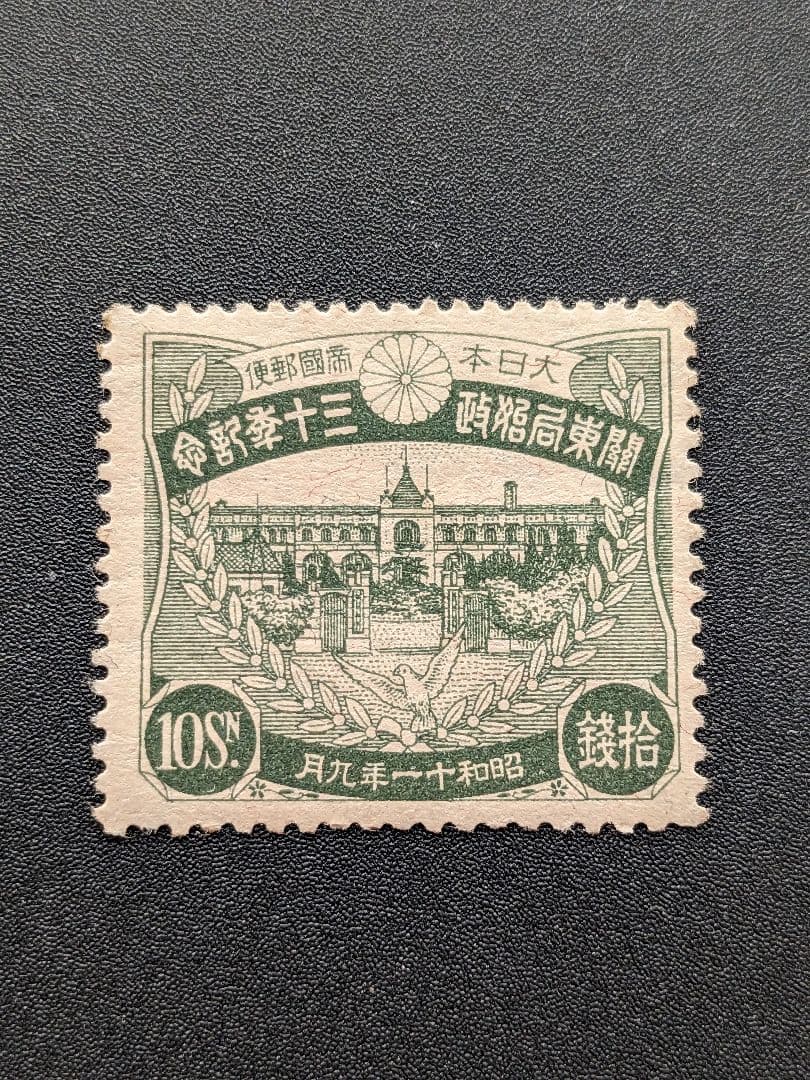 大日本帝國郵便
關東局始政三十年記念
昭和十一年九月
10SN.
拾錢